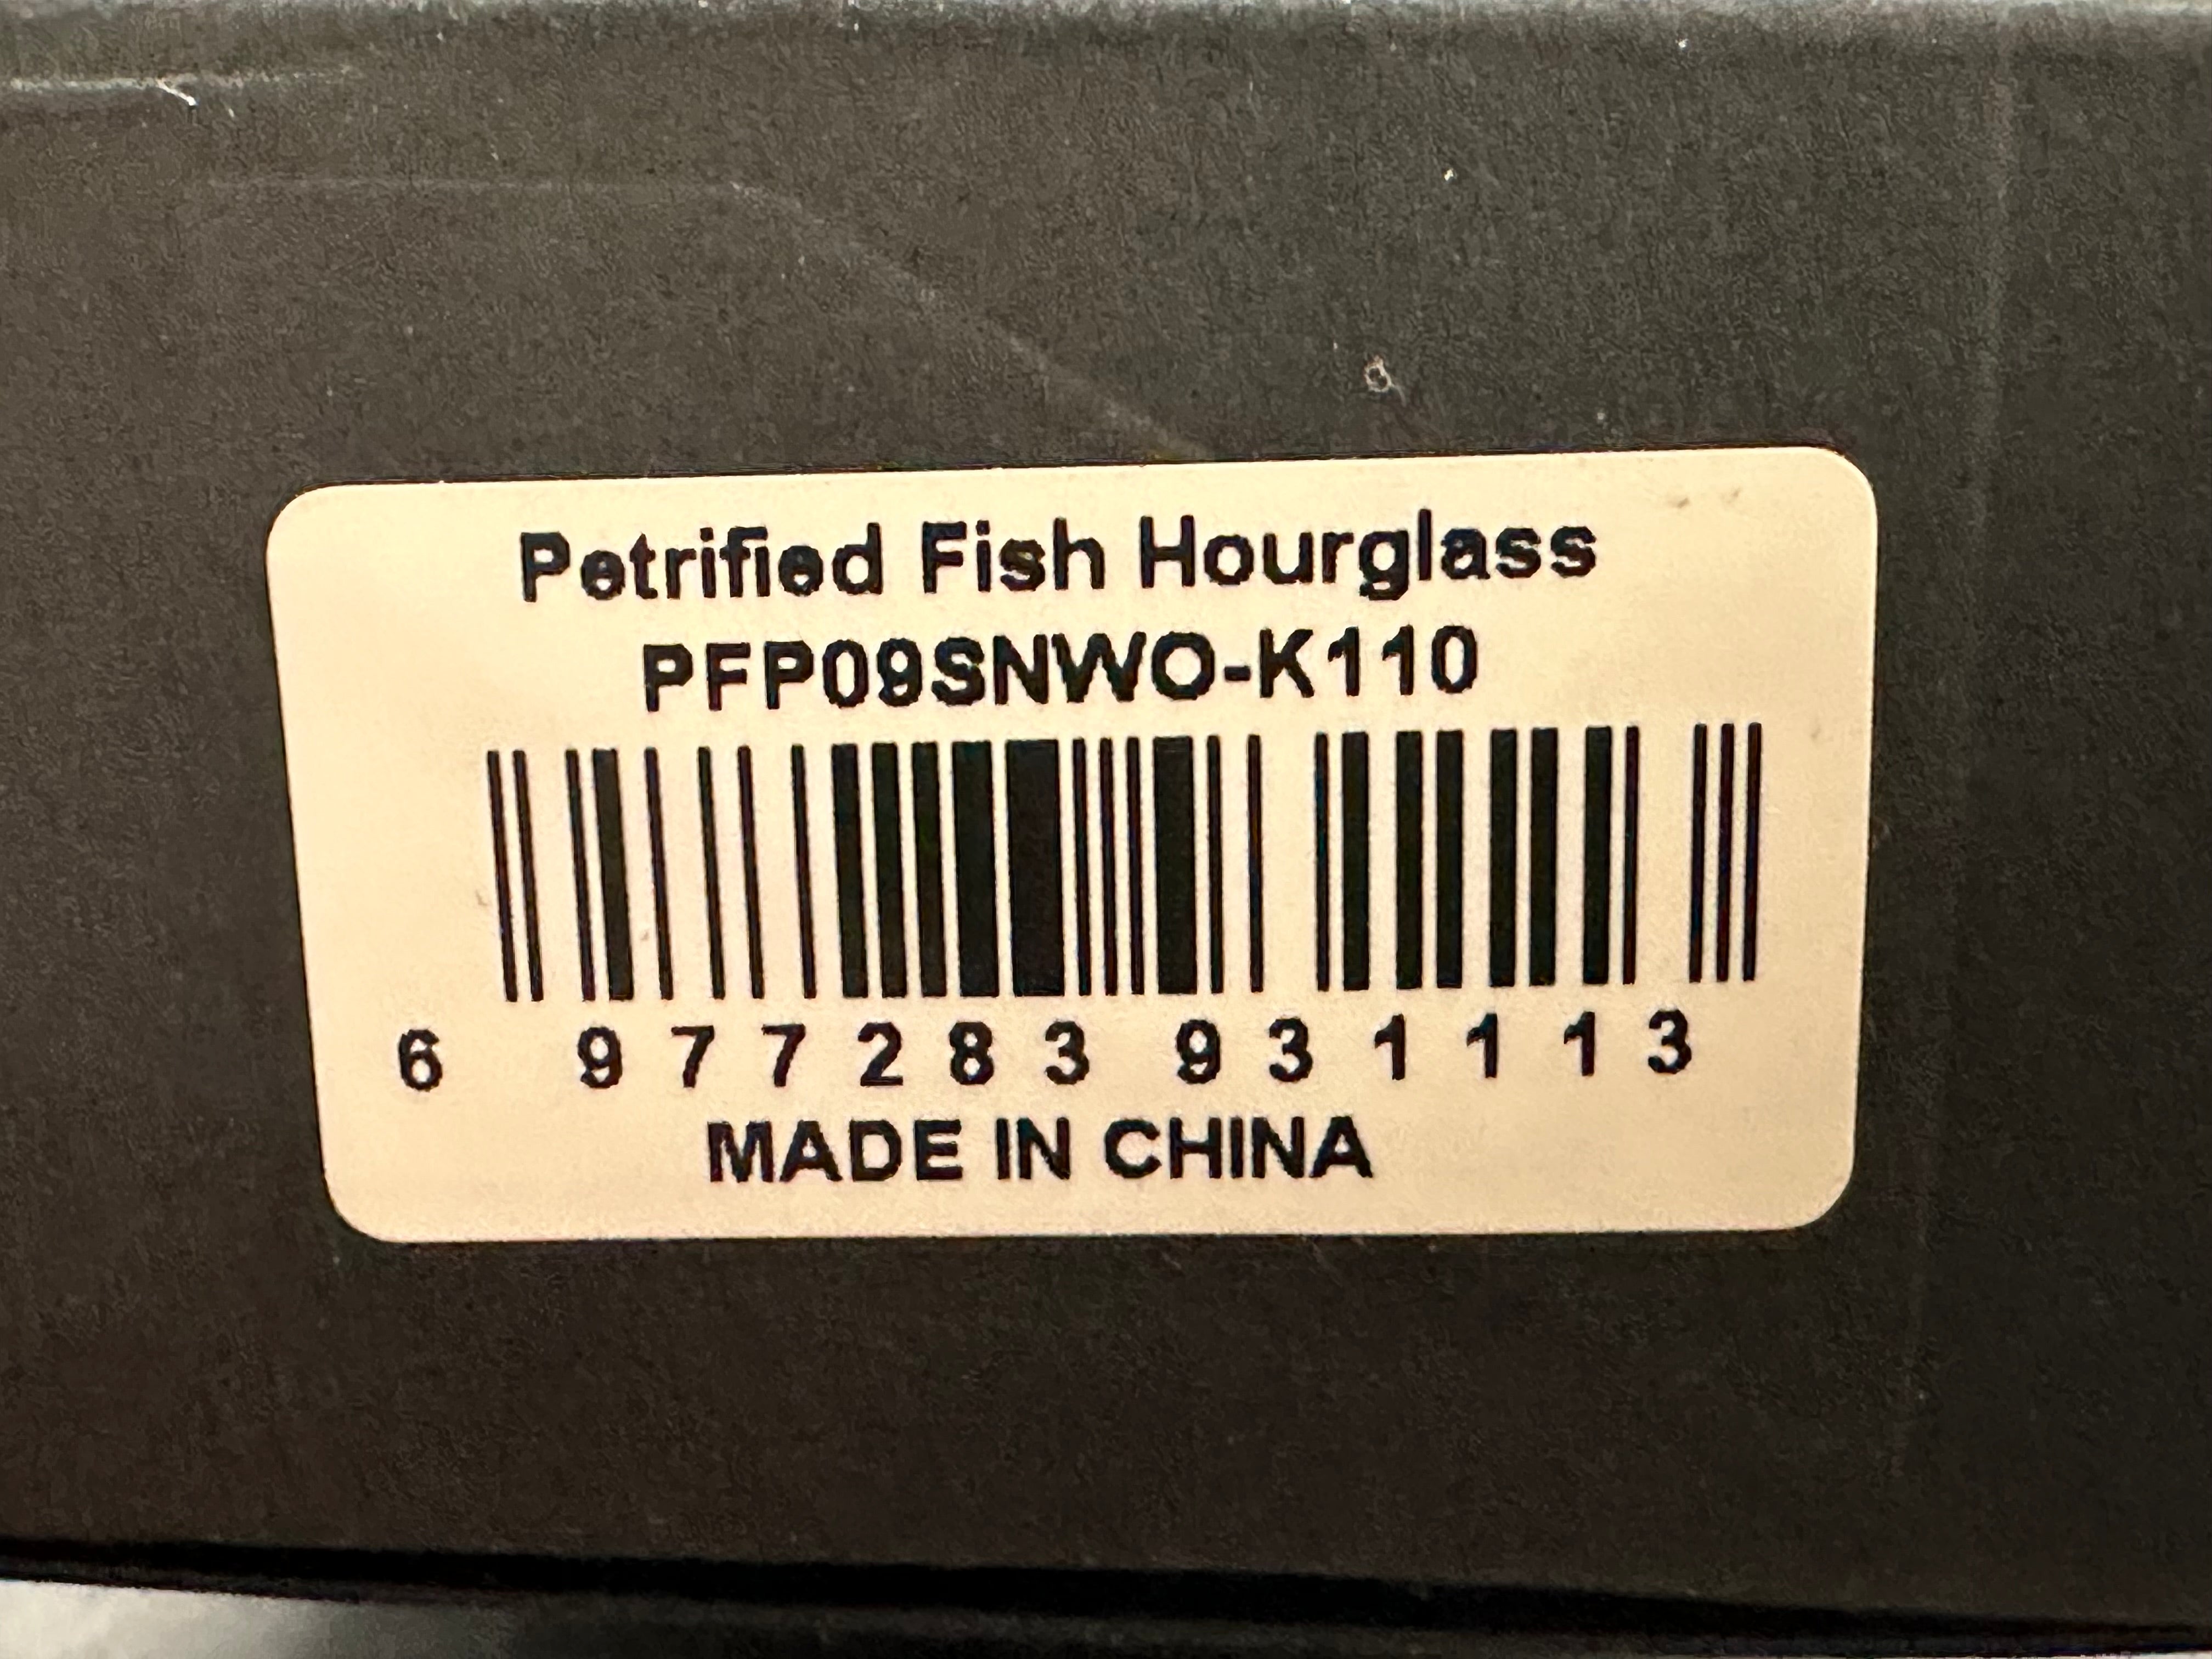 Petrified Fish Hourglass
PFP09SNWO-K110
6 977283 931113
MADE IN CHINA